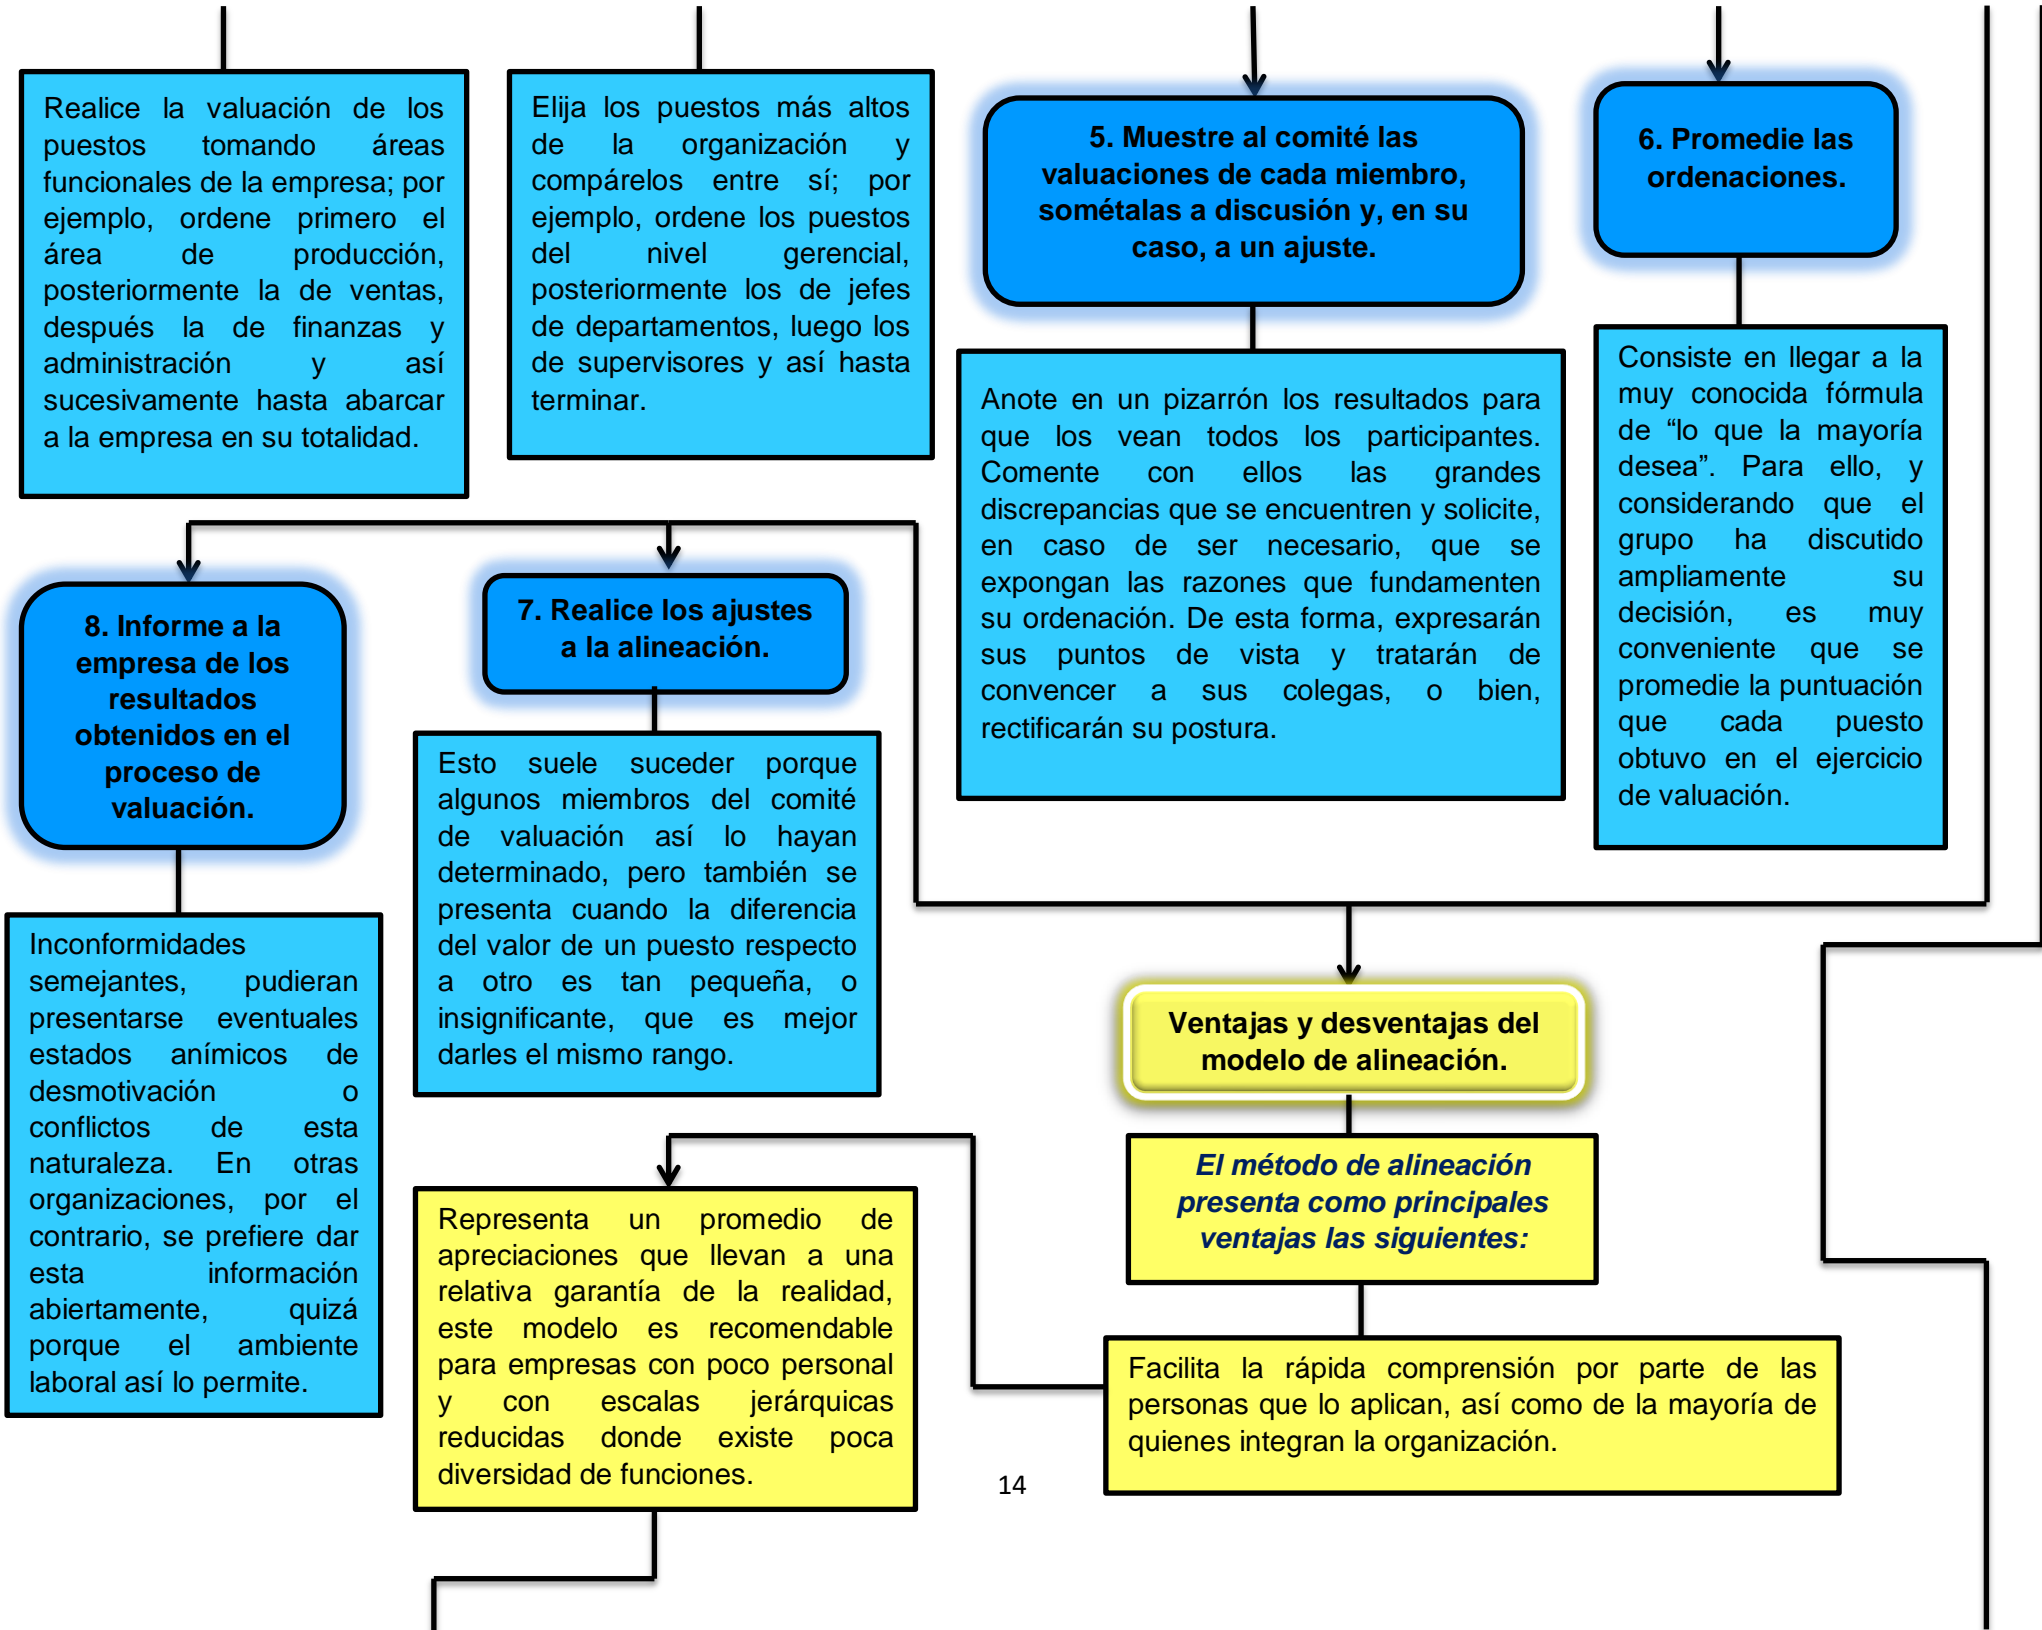 Realice la valuación de los
puestos tomando áreas
funcionales de la empresa; por
ejemplo, ordene primero el
área de producción,
posteriormente la de ventas,
después la de finanzas y
administración y así
sucesivamente hasta abarcar
a la empresa en su totalidad.
Elija los puestos más altos
de la organización y
compárelos entre sí; por
ejemplo, ordene los puestos
del nivel gerencial,
posteriormente los de jefes
de departamentos, luego los
de supervisores y así hasta
terminar.
5. Muestre al comité las
valuaciones de cada miembro,
sométalas a discusión y, en su
caso, a un ajuste.
6. Promedie las
ordenaciones.
Anote en un pizarrón los resultados para
que los vean todos los participantes.
Comente con ellos las grandes
discrepancias que se encuentren y solicite,
en caso de ser necesario, que se
expongan las razones que fundamenten
su ordenación. De esta forma, expresarán
sus puntos de vista y tratarán de
convencer a sus colegas, o bien,
rectificarán su postura.
Consiste en llegar a la
muy conocida fórmula
de “lo que la mayoría
desea”. Para ello, y
considerando que el
grupo ha discutido
ampliamente su
decisión, es muy
conveniente que se
promedie la puntuación
que cada puesto
obtuvo en el ejercicio
de valuación.
8. Informe a la
empresa de los
resultados
obtenidos en el
proceso de
valuación.
7. Realice los ajustes
a la alineación.
Esto suele suceder porque
algunos miembros del comité
de valuación así lo hayan
determinado, pero también se
presenta cuando la diferencia
del valor de un puesto respecto
a otro es tan pequeña, o
insignificante, que es mejor
darles el mismo rango.
Inconformidades
semejantes, pudieran
presentarse eventuales
estados anímicos de
desmotivación o
conflictos de esta
naturaleza. En otras
organizaciones, por el
contrario, se prefiere dar
esta información
abiertamente, quizá
porque el ambiente
laboral así lo permite.
Ventajas y desventajas del
modelo de alineación.
El método de alineación
presenta como principales
ventajas las siguientes:
Representa un promedio de
apreciaciones que llevan a una
relativa garantía de la realidad,
este modelo es recomendable
para empresas con poco personal
y con escalas jerárquicas
reducidas donde existe poca
diversidad de funciones.
Facilita la rápida comprensión por parte de las
personas que lo aplican, así como de la mayoría de
quienes integran la organización.
14